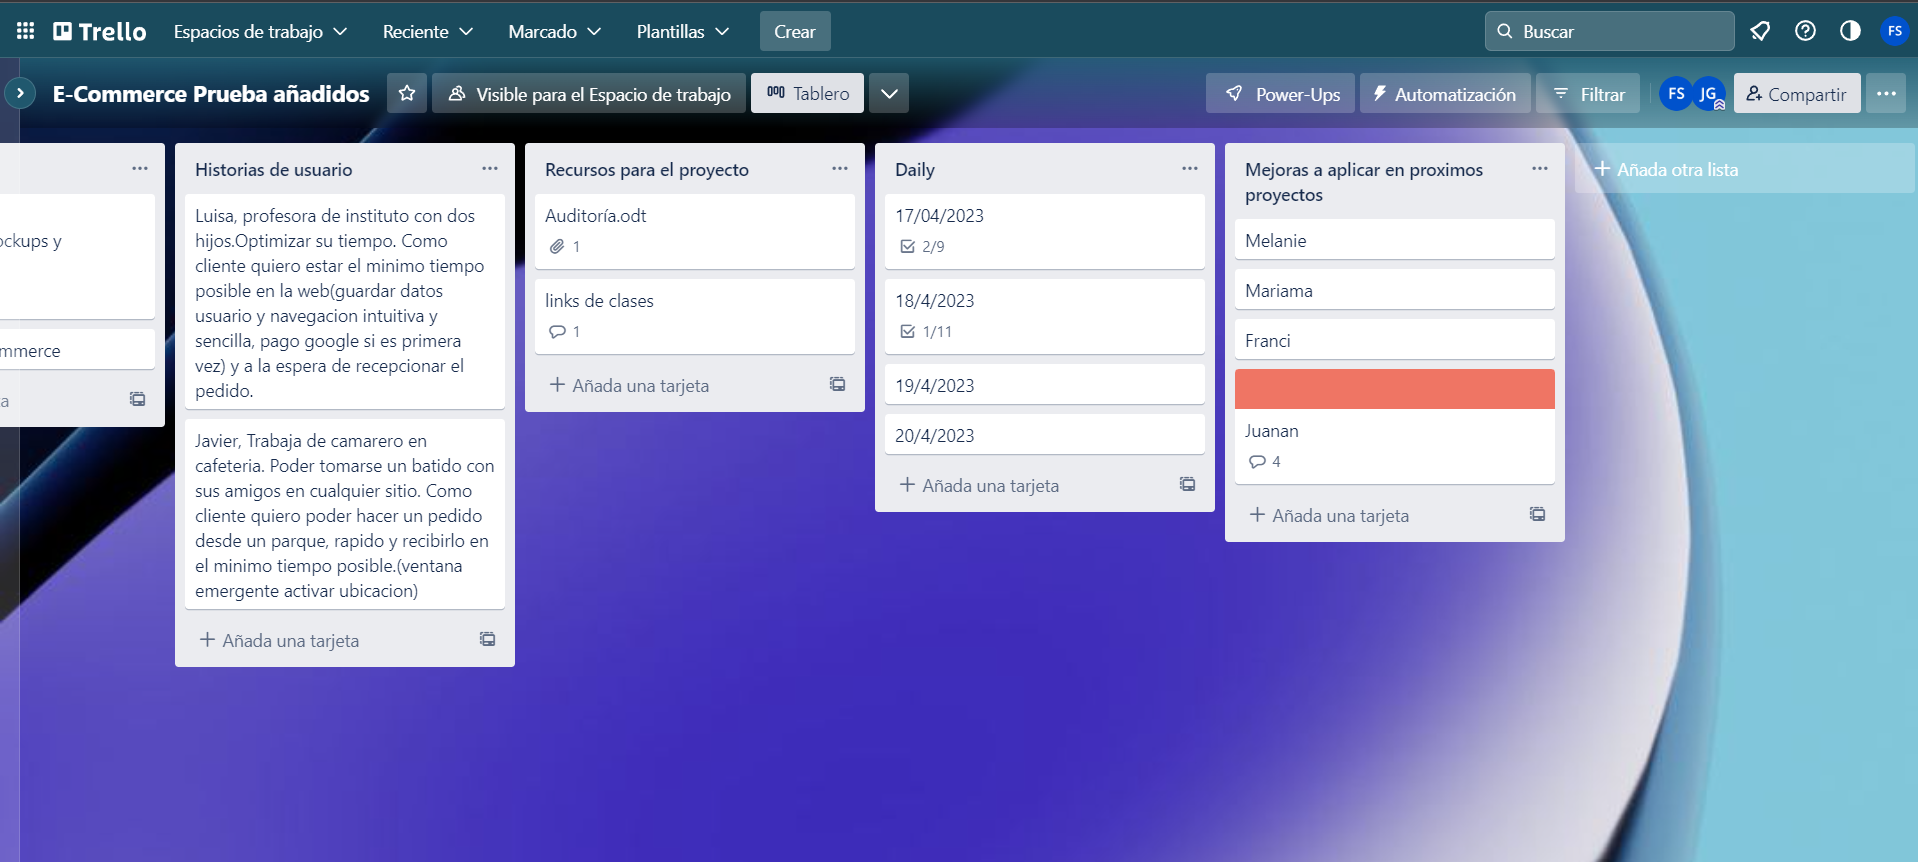 Trello
Espacios de trabajo
Reciente
Marcado
Plantillas
Crear
Buscar
FS
E-Commerce Prueba añadidos
Visible para el Espacio de trabajo
Tablero
Power-Ups
Automatización
Filtrar
FS
JG
Compartir
ockups y
mmerce
a
Historias de usuario
Luisa, profesora de instituto con dos
hijos.Optimizar su tiempo. Como
cliente quiero estar el minimo tiempo
posible en la web(guardar datos
usuario y navegacion intuitiva y
sencilla, pago google si es primera
vez) y a la espera de recepcionar el
pedido.
Javier, Trabaja de camarero en
cafeteria. Poder tomarse un batido con
sus amigos en cualquier sitio. Como
cliente quiero poder hacer un pedido
desde un parque, rapido y recibirlo en
el minimo tiempo posible.(ventana
emergente activar ubicacion)
Añada una tarjeta
Recursos para el proyecto
Auditoría.odt
1
links de clases
1
Añada una tarjeta
Daily
17/04/2023
2/9
18/4/2023
1/11
19/4/2023
20/4/2023
Añada una tarjeta
Mejoras a aplicar en proximos
proyectos
Melanie
Mariama
Franci
Juanan
4
Añada una tarjeta
Añada otra lista